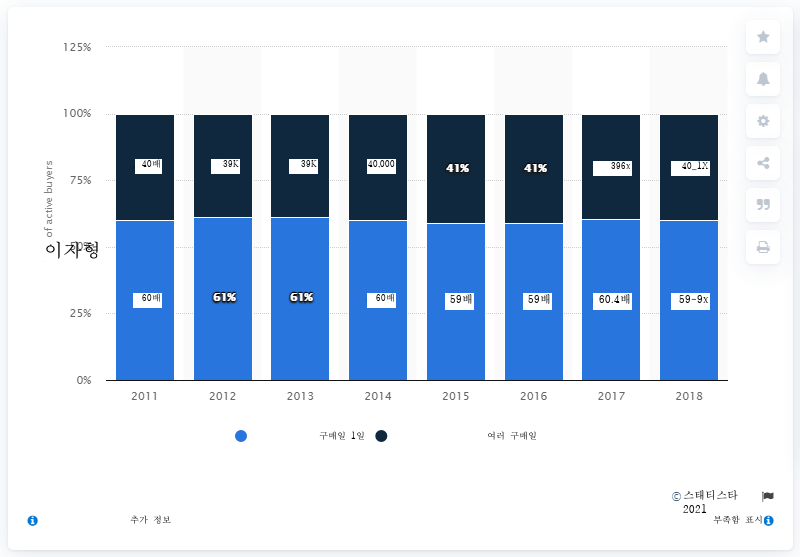 125%
100%
75%
50%
25%
0%
of active buyers
이자형
40배
39K
39K
40,000
41%
41%
396x
40_1X
60배
61%
61%
60배
59배
59배
60.4배
59-9x
2011 2012 2013 2014 2015 2016 2017 2018
구매일 1일 여러 구매일
© 스태티스타
2021
추가 정보
부족함 표시